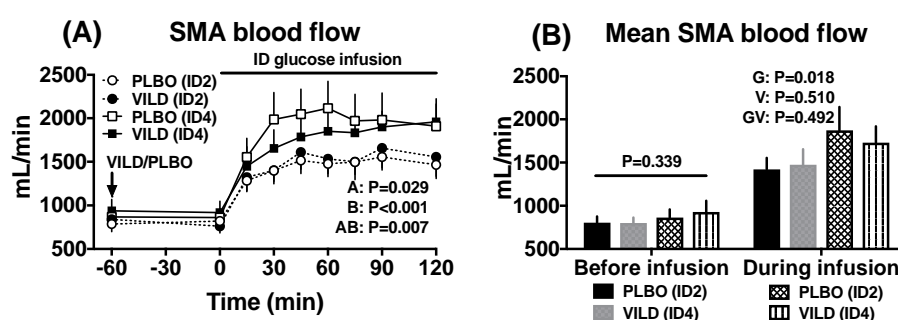 (A)
SMA blood flow
ID glucose infusion
PLBO (ID2)
VILD (ID2)
PLBO (ID4)
VILD (ID4)
mL/min
2500
2000
1500
1000
500
VILD/PLBO
A: P=0.029
B: P<0.001
AB: P=0.007
-60
-30
0
30
60
90
120
Time (min)
(B)
Mean SMA blood flow
G: P=0.018
V: P=0.510
GV: P=0.492
mL/min
2500
2000
1500
1000
500
P=0.339
Before infusion
During infusion
PLBO (ID2)
VILD (ID2)
PLBO (ID4)
VILD (ID4)